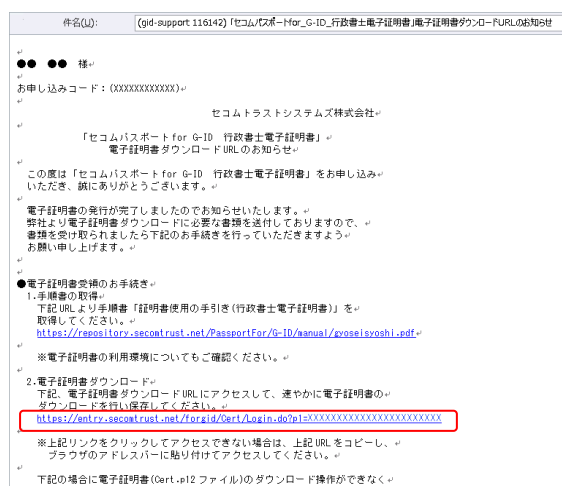 件名(U): (gid-support 116142)「セコムパスポートfor_G-ID_行政書士電子証明書」電子証明書ダウンロードURLのお知らせ
●● ●● 様
お申し込みコード：(XXXXXXXXXXXX)
セコムトラストシステムズ株式会社
「セコムパスポート for G-ID 行政書士電子証明書」
電子証明書ダウンロード URL のお知らせ
この度は「セコムパスポート for G-ID 行政書士電子証明書」をお申し込み
いただき、誠にありがとうございます。
電子証明書の発行が完了しましたのでお知らせいたします。
弊社より電子証明書ダウンロードに必要な書類を送付しておりますので、
書類を受け取られましたら下記のお手続きを行っていただきますよう
お願い申し上げます。
●電子証明書受領のお手続き
1.手順書の取得
下記 URL より手順書「証明書使用の手引き(行政書士電子証明書)」を
取得してください。
https://repository.secomtrust.net/PassportFor/G-ID/manual/gyoseisyoshi.pdf
※電子証明書の利用環境についてもご確認ください。
2.電子証明書ダウンロード
下記、電子証明書ダウンロード URL にアクセスして、速やかに電子証明書の
ダウンロードを行い保存してください。
https://entry.secomtrust.net/forgid/Cert/Login.do?p1=XXXXXXXXXXXXXXXXXXXXXXX
※上記リンクをクリックしてアクセスできない場合は、上記 URL をコピーし、
ブラウザのアドレスバーに貼り付けてアクセスしてください。
下記の場合に電子証明書(Cert.p12 ファイル)のダウンロード操作ができなく